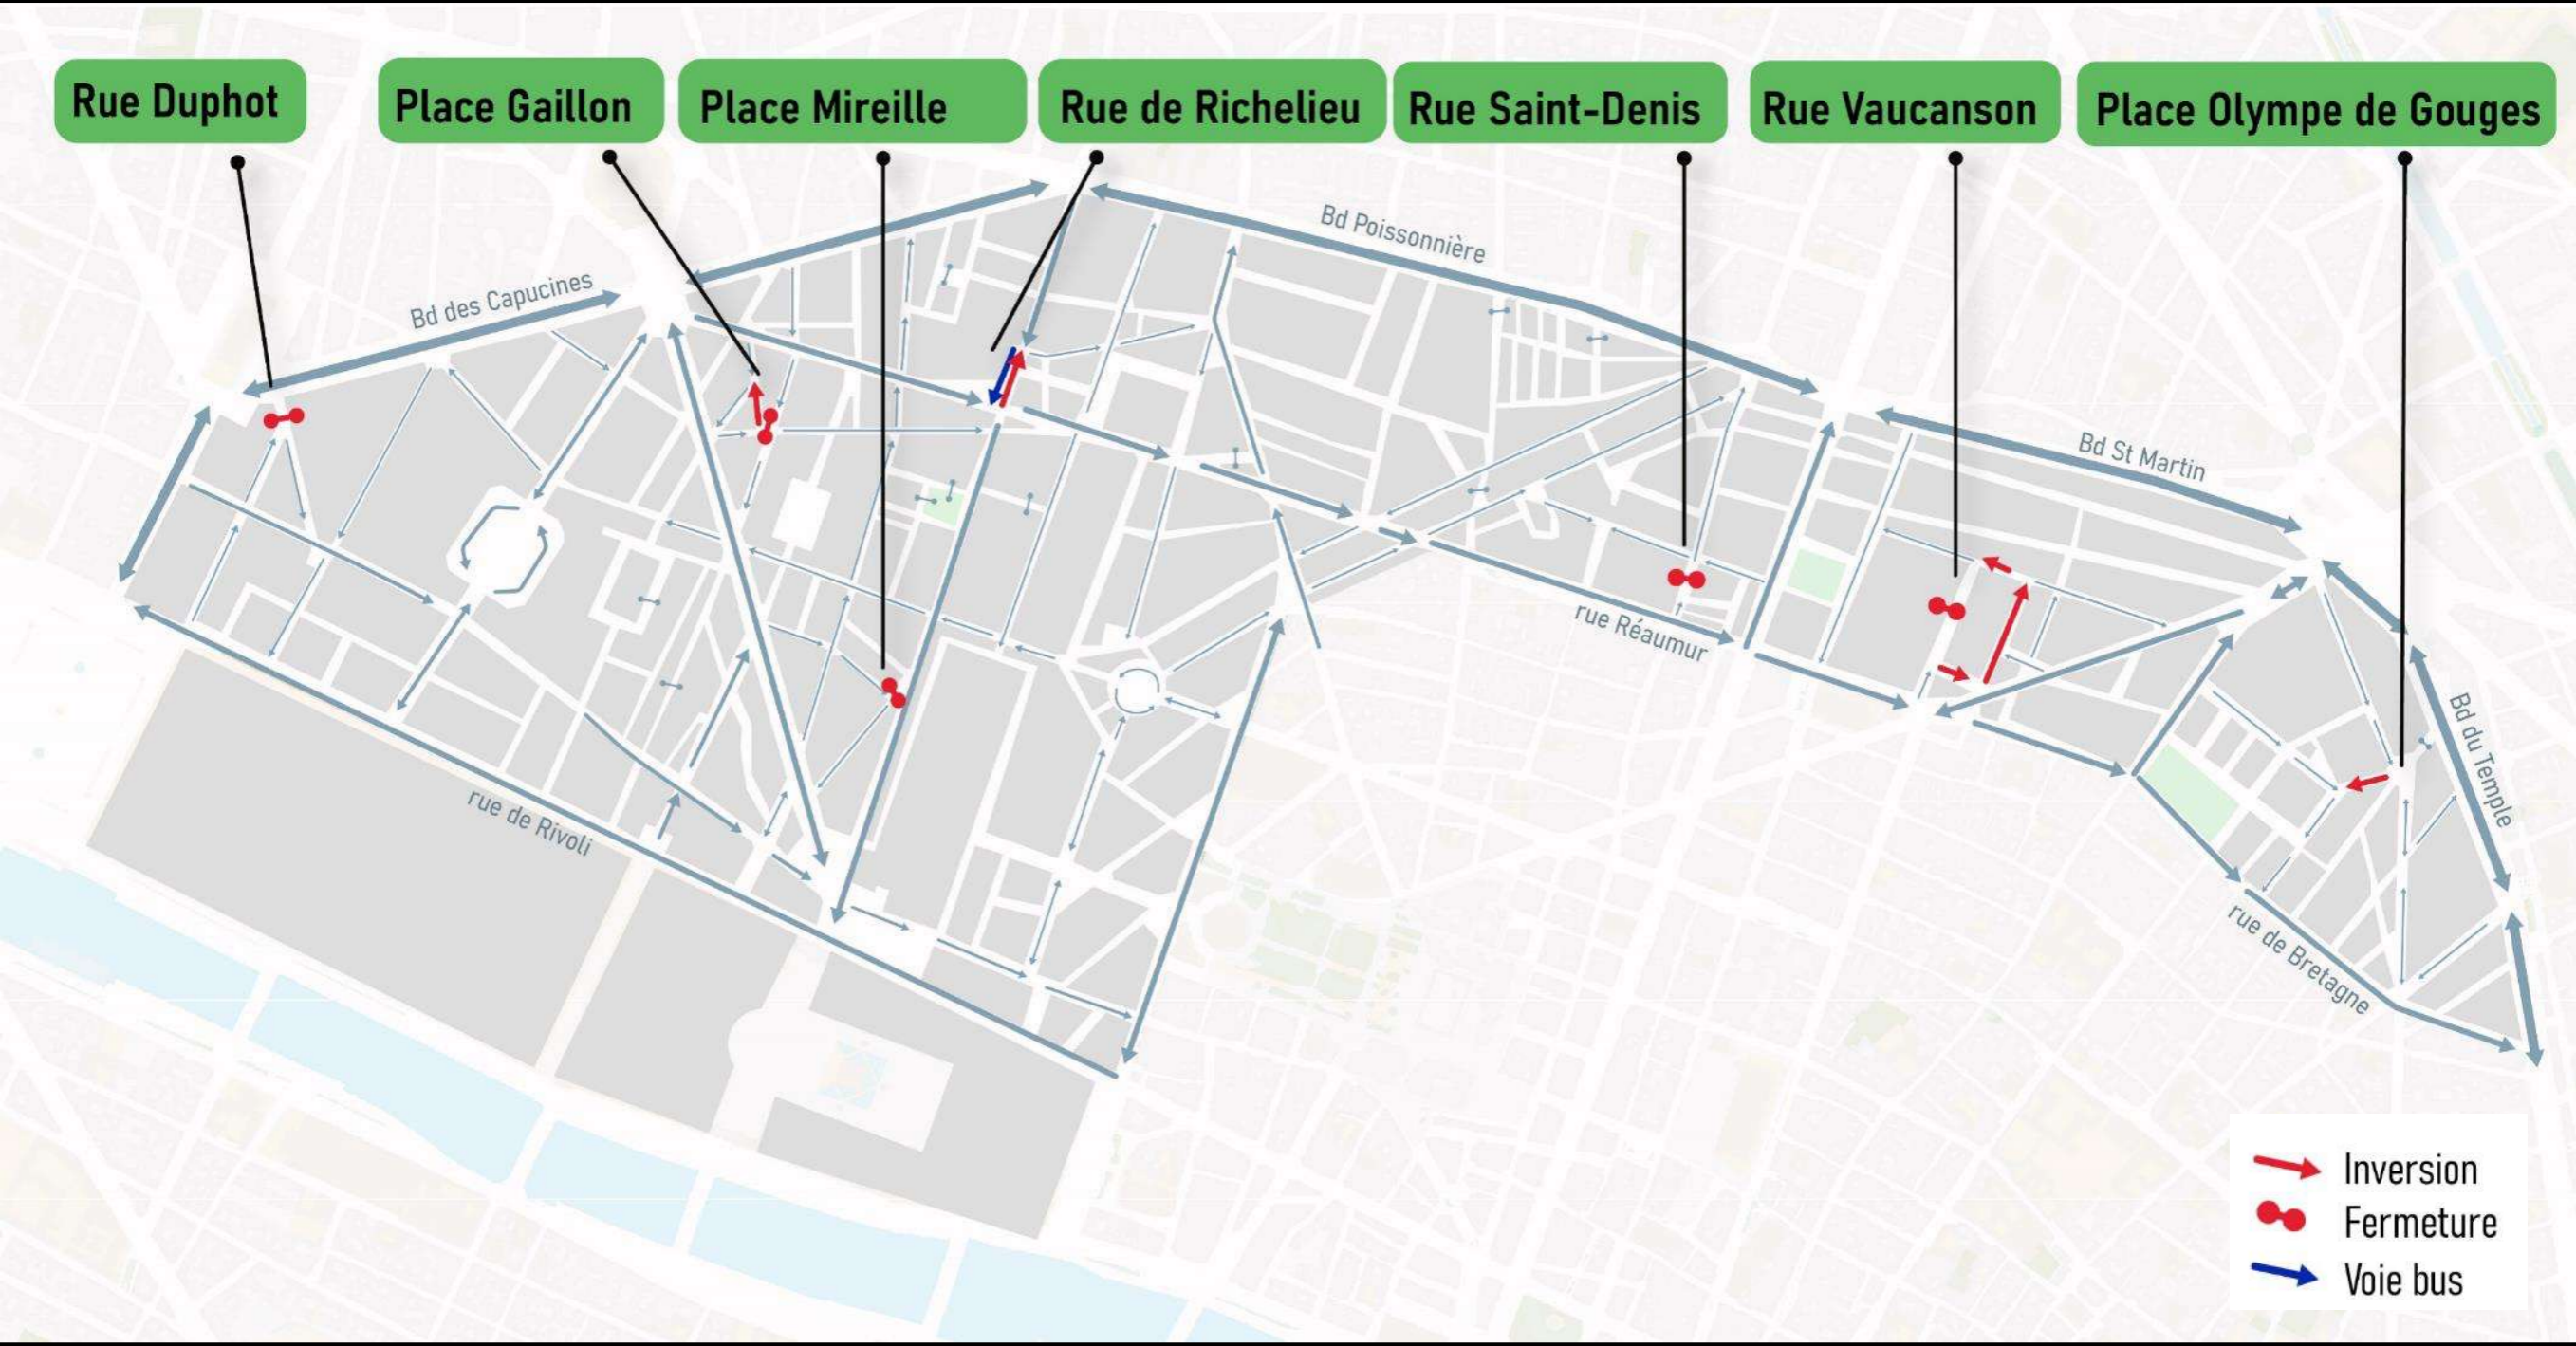 Rue Duphot
Place Gaillon
Place Mireille
Rue de Richelieu
Rue Saint-Denis
Rue Vaucanson
Place Olympe de Gouges
Bd des Capucines
Bd Poissonnière
Bd St Martin
rue Réaumur
Bd du Temple
rue de Rivoli
rue de Bretagne
Inversion
Fermeture
Voie bus